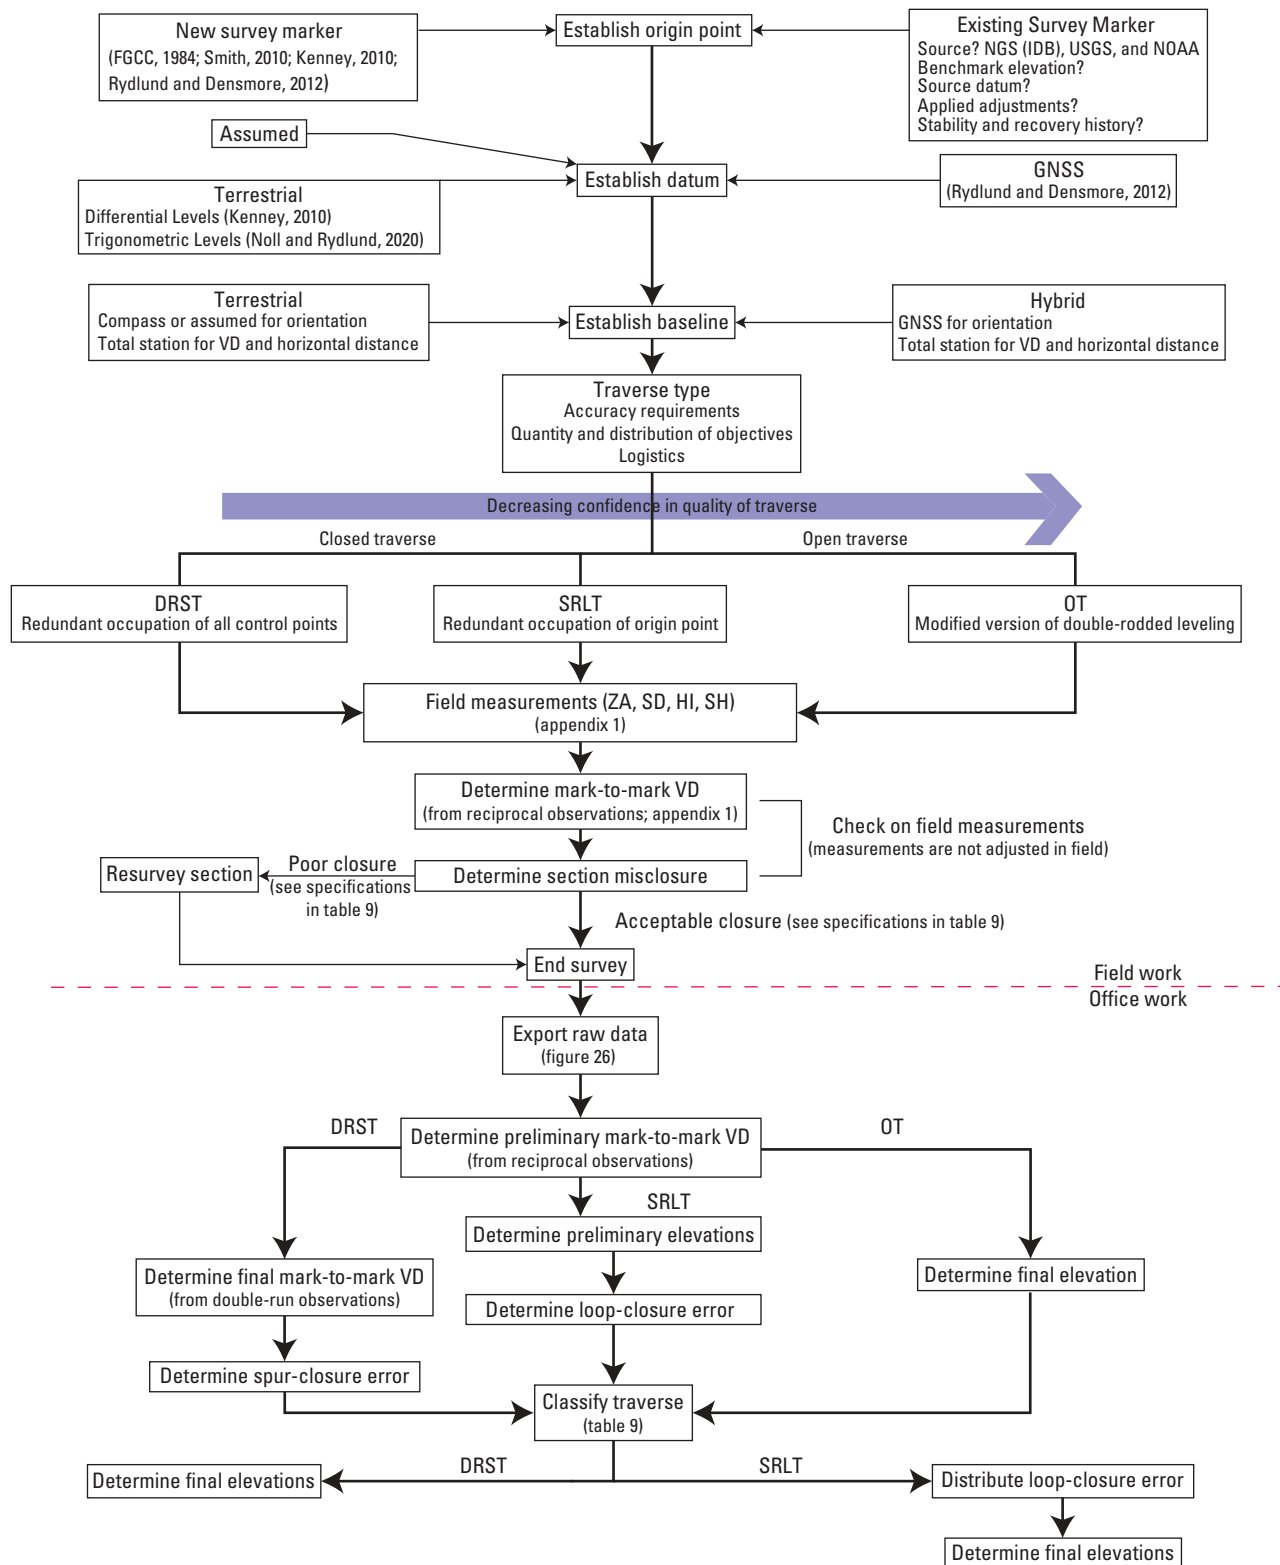 New survey marker
(FGCC, 1984; Smith, 2010; Kenney, 2010;
Rydlund and Densmore, 2012)
Establish origin point
Existing Survey Marker
Source? NGS (IDB), USGS, and NOAA
Benchmark elevation?
Source datum?
Applied adjustments?
Stability and recovery history?
Assumed
Terrestrial
Differential Levels (Kenney, 2010)
Trigonometric Levels (Noll and Rydlund, 2020)
Establish datum
GNSS
(Rydlund and Densmore, 2012)
Terrestrial
Compass or assumed for orientation
Total station for VD and horizontal distance
Establish baseline
Hybrid
GNSS for orientation
Total station for VD and horizontal distance
Traverse type
Accuracy requirements
Quantity and distribution of objectives
Logistics
Decreasing confidence in quality of traverse
Closed traverse
Open traverse
DRST
Redundant occupation of all control points
SRLT
Redundant occupation of origin point
OT
Modified version of double-rodded leveling
Field measurements (ZA, SD, HI, SH)
(appendix 1)
Determine mark-to-mark VD
(from reciprocal observations; appendix 1)
Check on field measurements
(measurements are not adjusted in field)
Resurvey section
Poor closure
(see specifications
in table 9)
Determine section misclosure
Acceptable closure (see specifications in table 9)
End survey
Field work
Office work
Export raw data
(figure 26)
DRST
Determine preliminary mark-to-mark VD
(from reciprocal observations)
OT
SRLT
Determine preliminary elevations
Determine final mark-to-mark VD
(from double-run observations)
Determine loop-closure error
Determine final elevation
Determine spur-closure error
Classify traverse
(table 9)
Determine final elevations
DRST
SRLT
Distribute loop-closure error
Determine final elevations